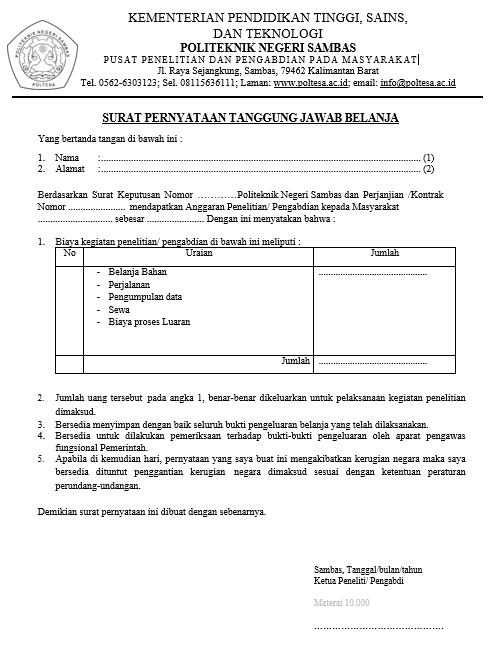 KEMENTERIAN PENDIDIKAN TINGGI, SAINS,
DAN TEKNOLOGI
POLITEKNIK NEGERI SAMBAS
PUSAT PENELITIAN DAN PENGABDIAN PADA MASYARAKAT
Jl. Raya Sejangkung, Sambas, 79462 Kalimantan Barat
Tel. 0562-6303123; Sel. 08115636111; Laman: www.poltesa.ac.id; email: info@poltesa.ac.id
POLITEKNIK NEGERI SAMBAS
POLTESA
SURAT PERNYATAAN TANGGUNG JAWAB BELANJA
Yang bertanda tangan di bawah ini :
1. Nama :.......................................................................................................................... (1)
2. Alamat :.......................................................................................................................... (2)
Berdasarkan Surat Keputusan Nomor …………Politeknik Negeri Sambas dan Perjanjian /Kontrak
Nomor ....................... mendapatkan Anggaran Penelitian/ Pengabdian kepada Masyarakat
.............................. sebesar ....................... Dengan ini menyatakan bahwa :
1. Biaya kegiatan penelitian/ pengabdian di bawah ini meliputi :
No Uraian Jumlah
- Belanja Bahan .............................................
- Perjalanan
- Pengumpulan data
- Sewa
- Biaya proses Luaran
Jumlah .............................................
2. Jumlah uang tersebut pada angka 1, benar-benar dikeluarkan untuk pelaksanaan kegiatan penelitian
dimaksud.
3. Bersedia menyimpan dengan baik seluruh bukti pengeluaran belanja yang telah dilaksanakan.
4. Bersedia untuk dilakukan pemeriksaan terhadap bukti-bukti pengeluaran oleh aparat pengawas
fungsional Pemerintah.
5. Apabila di kemudian hari, pernyataan yang saya buat ini mengakibatkan kerugian negara maka saya
bersedia dituntut penggantian kerugian negara dimaksud sesuai dengan ketentuan peraturan
perundang-undangan.
Demikian surat pernyataan ini dibuat dengan sebenarnya.
Sambas, Tanggal/bulan/tahun
Ketua Peneliti/ Pengabdi
Materai 10.000
…………………………………….